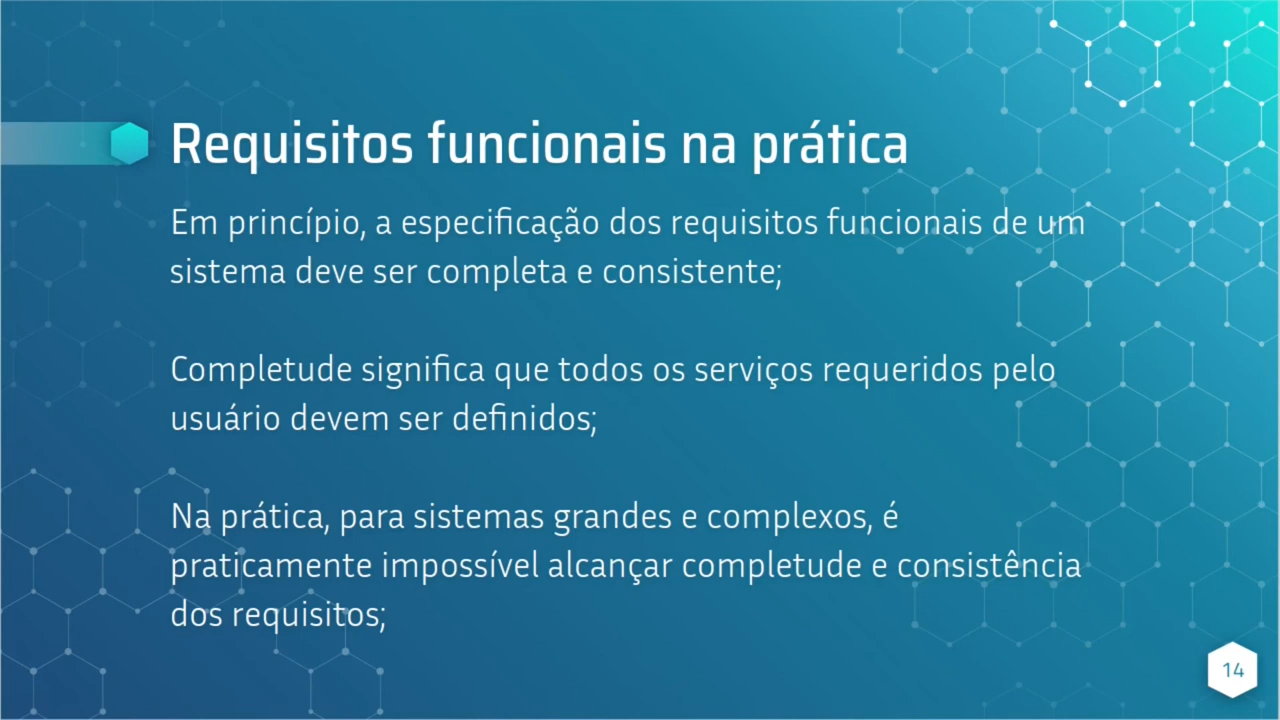 Requisitos funcionais na prática
Em princípio, a especificação dos requisitos funcionais de um
sistema deve ser completa e consistente;
Completude significa que todos os serviços requeridos pelo
usuário devem ser definidos;
Na prática, para sistemas grandes e complexos, é
praticamente impossível alcançar completude e consistência
dos requisitos;
14